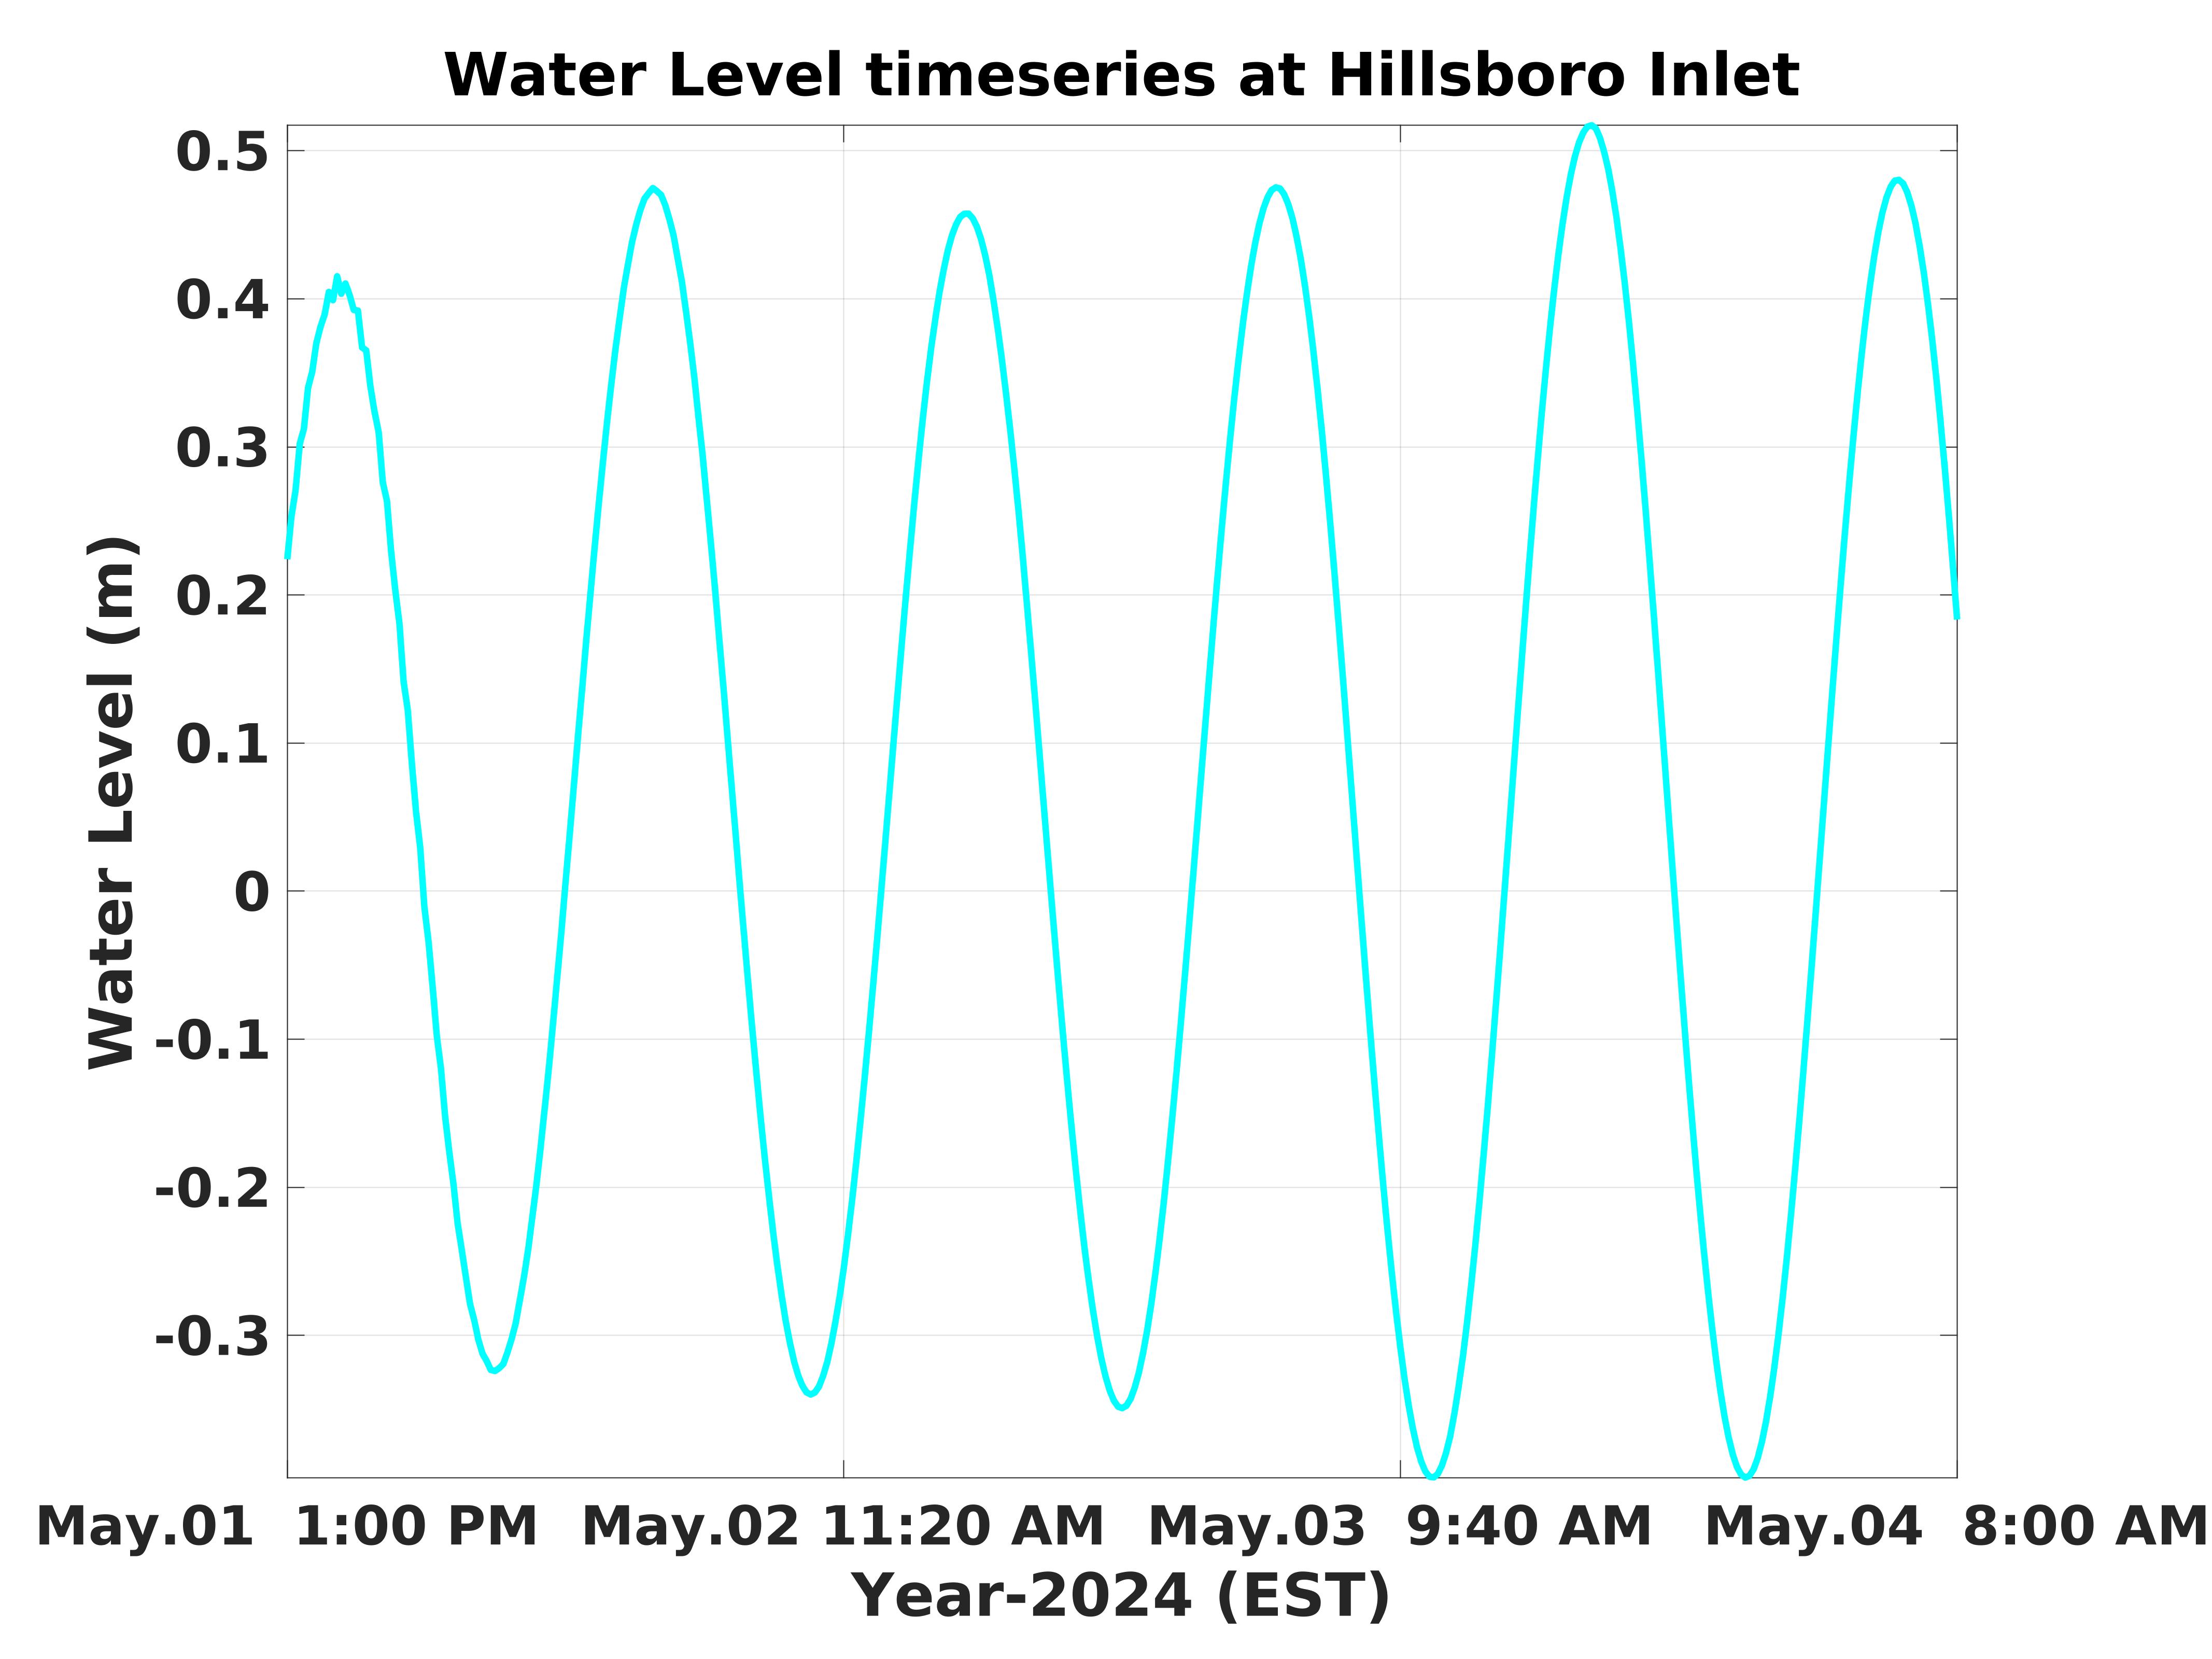 Water Level timeseries at Hillsboro Inlet
0.5
0.4
0.3
0.2
0.1
0
-0.1
-0.2
-0.3
Water Level (m)
May.01  1:00 PM
May.02 11:20 AM
May.03  9:40 AM
May.04  8:00 AM
Year-2024 (EST)